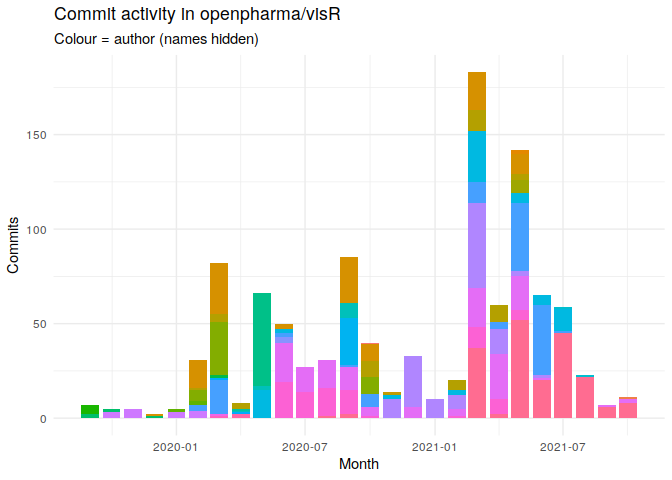 Commit activity in openpharma/visR
Colour = author (names hidden)
Commits
150
100
50
0
2020-01
2020-07
2021-01
2021-07
Month